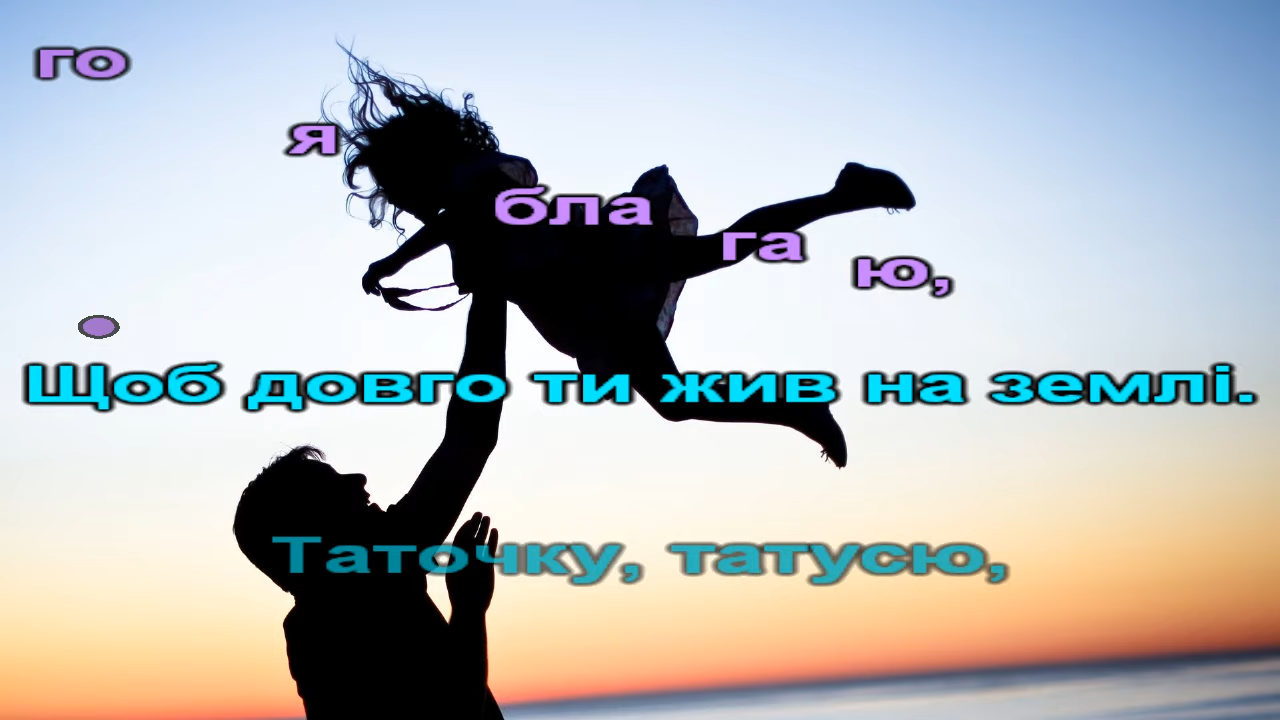 го я бла га ю,
Щоб довго ти жив на землі.
Таточку, татусю,